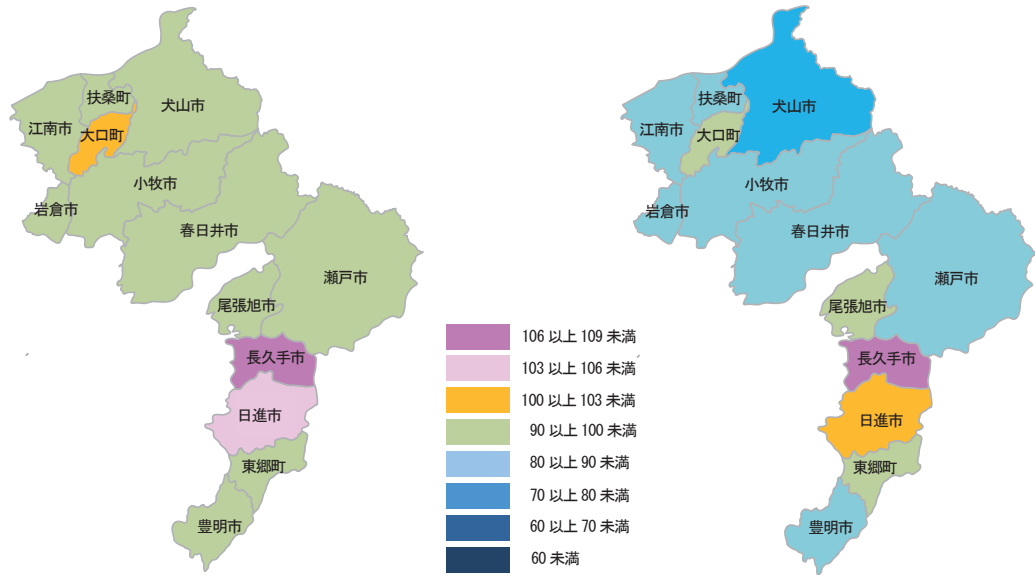 扶桑町
犬山市
江南市
大口町
小牧市
岩倉市
春日井市
瀬戸市
尾張旭市
長久手市
日進市
東郷町
豊明市
106 以上 109 未満
103 以上 106 未満
100 以上 103 未満
90 以上 100 未満
80 以上 90 未満
70 以上 80 未満
60 以上 70 未満
60 未満
扶桑町
犬山市
江南市
大口町
小牧市
岩倉市
春日井市
瀬戸市
尾張旭市
長久手市
日進市
東郷町
豊明市